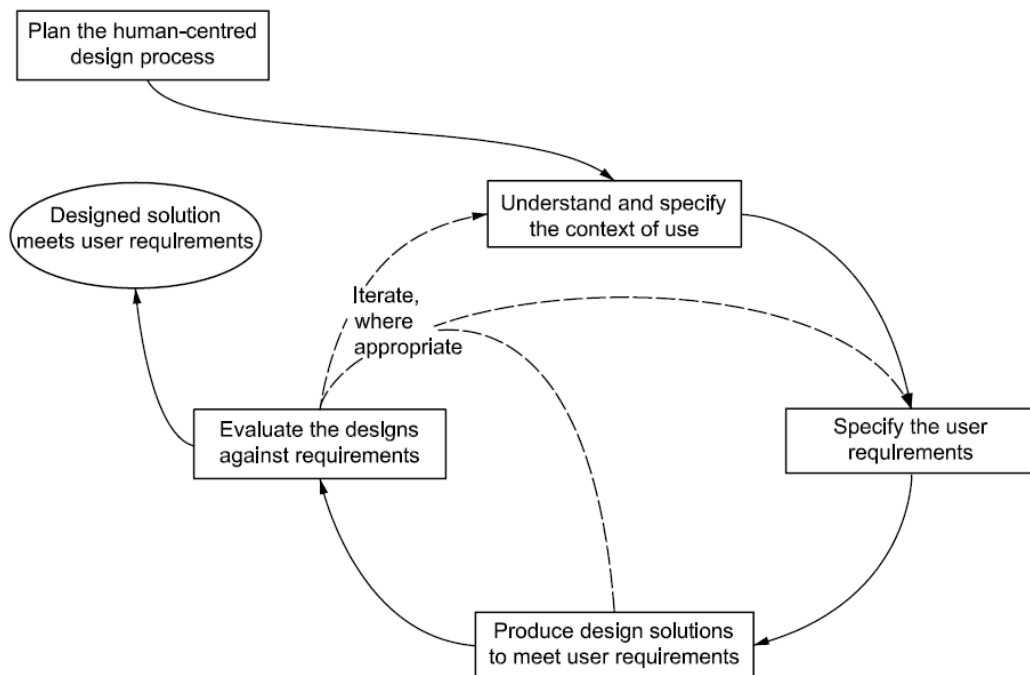 Plan the human-centred
design process
Understand and specify
the context of use
Designed solution
meets user requirements
Iterate,
where
appropriate
Evaluate the designs
against requirements
Specify the user
requirements
Produce design solutions
to meet user requirements